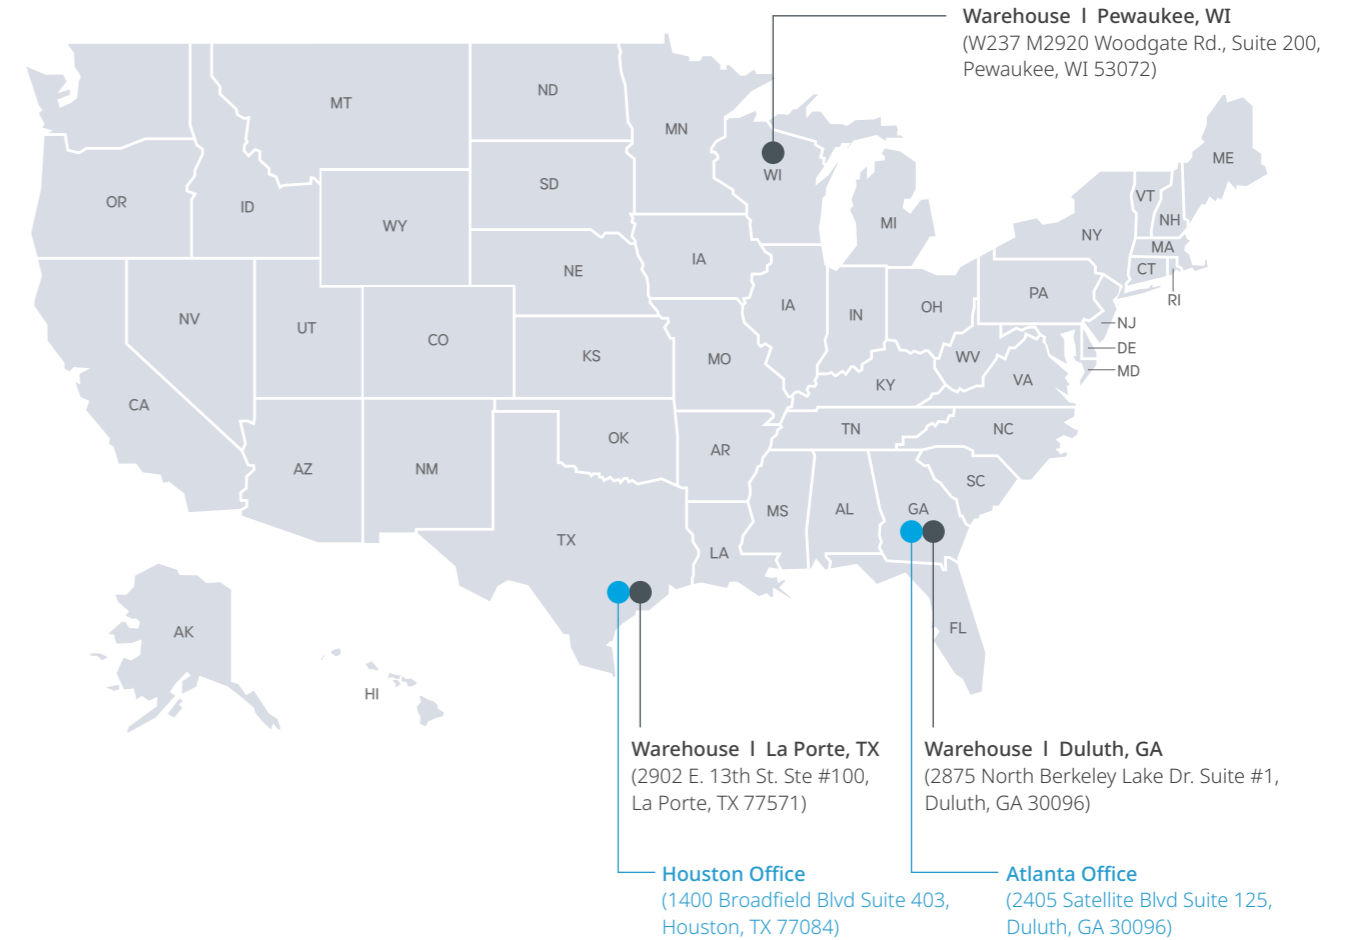 Warehouse l Pewaukee, WI
(W237 M2920 Woodgate Rd., Suite 200,
Pewaukee, WI 53072)
MT
ND
MN
OR
ID
WY
SD
WI
MI
ME
VT
NH
NY
MA
CT
RI
NV
UT
CO
NE
IA
IA
IN
OH
PA
NJ
DE
MD
CA
KS
MO
KY
WV
VA
AZ
NM
OK
AR
TN
NC
SC
TX
LA
MS
AL
GA
FL
AK
HI
Warehouse l La Porte, TX
(2902 E. 13th St. Ste #100,
La Porte, TX 77571)
Warehouse l Duluth, GA
(2875 North Berkeley Lake Dr. Suite #1,
Duluth, GA 30096)
Houston Office
(1400 Broadfield Blvd Suite 403,
Houston, TX 77084)
Atlanta Office
(2405 Satellite Blvd Suite 125,
Duluth, GA 30096)